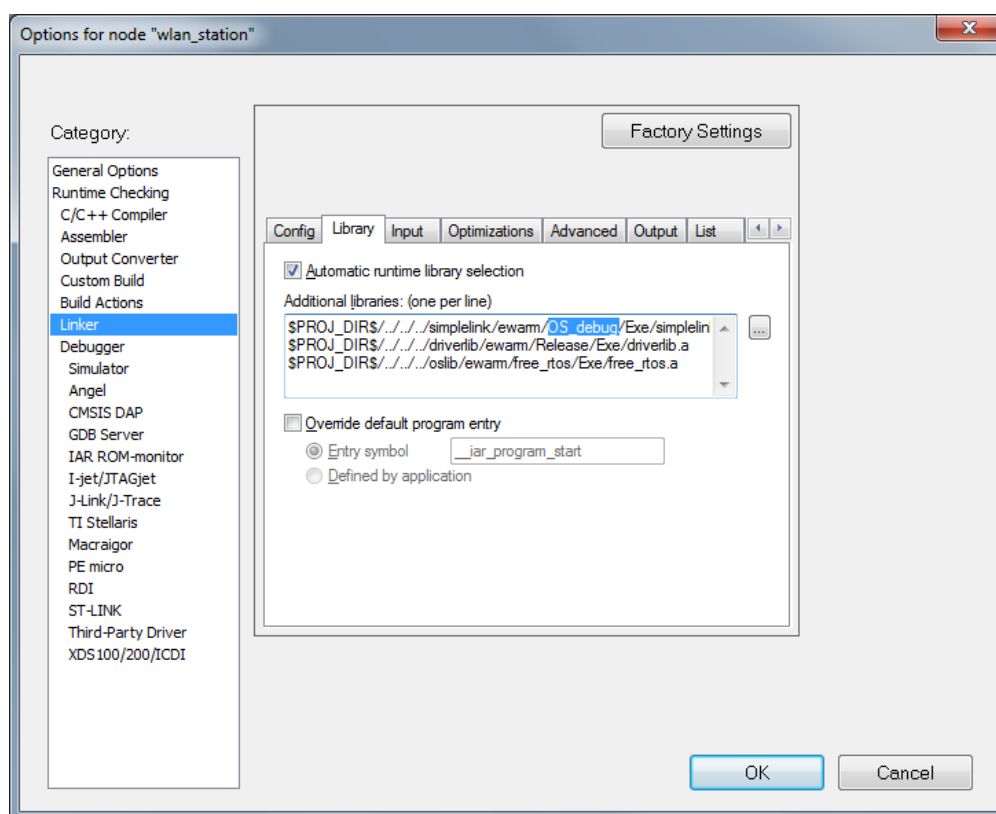 Options for node "wlan_station"
Category:
Factory Settings
General Options
Runtime Checking
C/C++ Compiler
Assembler
Output Converter
Custom Build
Build Actions
Linker
Debugger
Simulator
Angel
CMSIS DAP
GDB Server
IAR ROM-monitor
I-jet/JTAGjet
J-Link/J-Trace
TI Stellaris
Macraigor
PE micro
RDI
ST-LINK
Third-Party Driver
XDS100/200/ICDI
Config Library Input Optimizations Advanced Output List
Automatic runtime library selection
Additional libraries: (one per line)
$PROJ_DIR$/../../../simplelink/ewarm/OS_debug/Exe/simplelin
$PROJ_DIR$/../../../driverlib/ewarm/Release/Exe/driverlib.a
$PROJ_DIR$/../../../oslib/ewarm/free_rtos/Exe/free_rtos.a
...
Override default program entry
Entry symbol __iar_program_start
Defined by application
OK Cancel